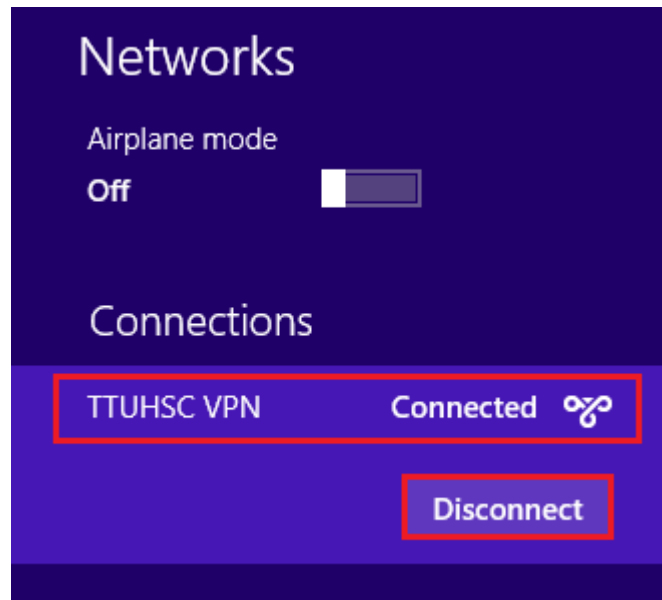 Networks
Airplane mode
Off
Connections
TTUHSC VPN Connected
Disconnect